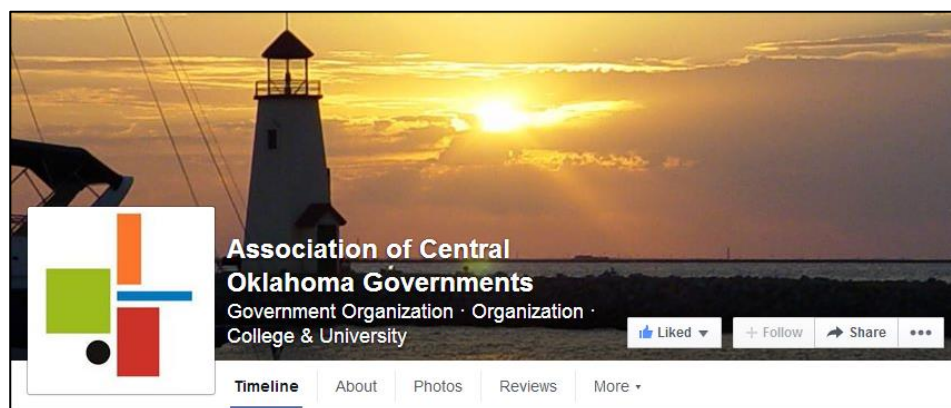 Association of Central
Oklahoma Governments
Government Organization · Organization ·
College & University
Liked
+ Follow
Share
Timeline
About
Photos
Reviews
More